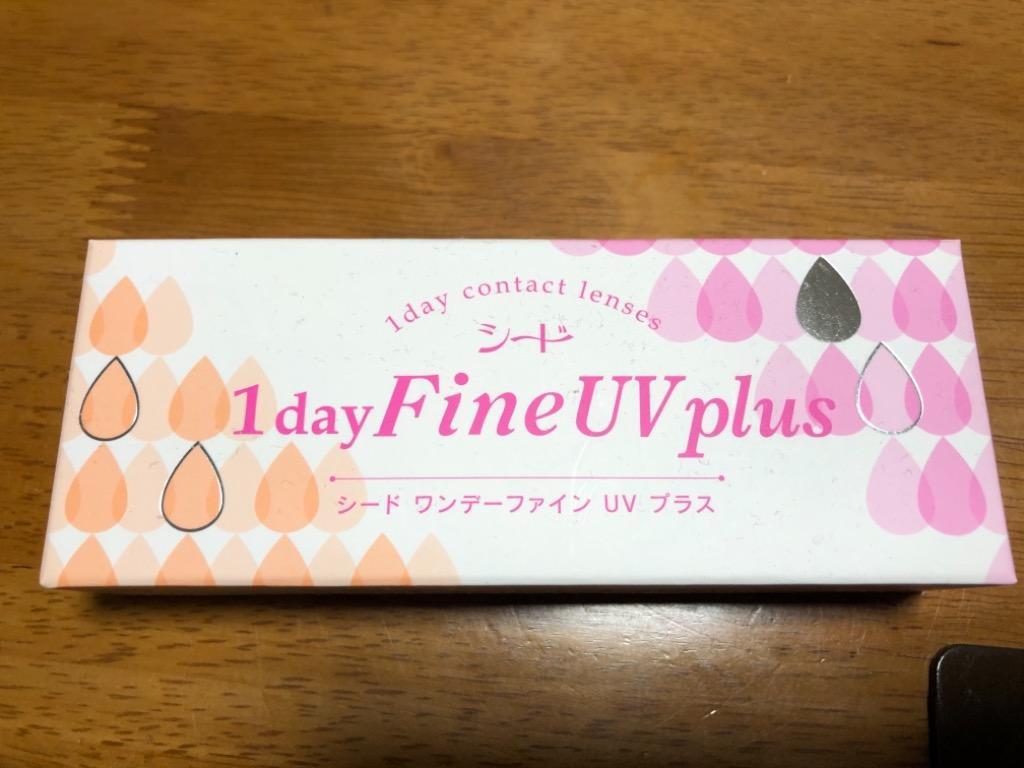 1day contact lenses
シード
1day Fine UV plus
シード ワンデーファイン UV プラス